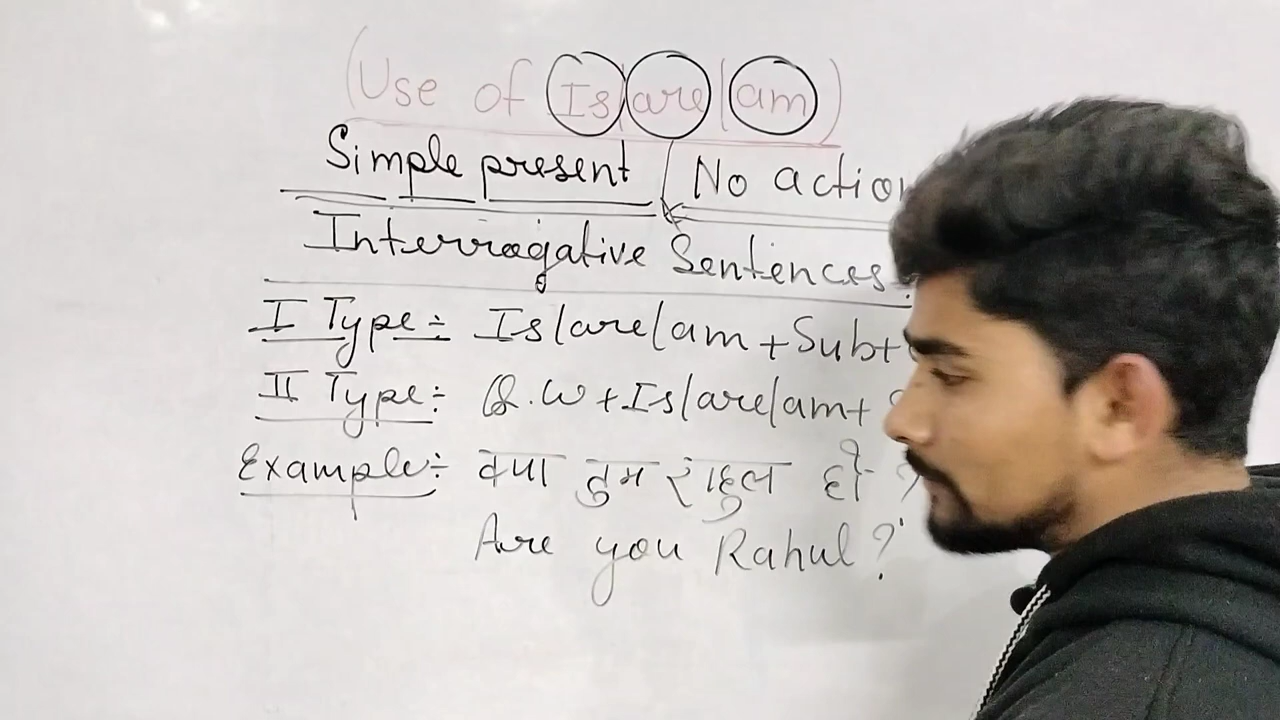 (Use of Is/are/am)
Simple present / No action
Interrogative Sentences:
I Type÷ Is/are/am + Sub +
II Type÷ Q.W + Is/are/am +
Example÷ क्या तुम राहुल हो ?
Are you Rahul?